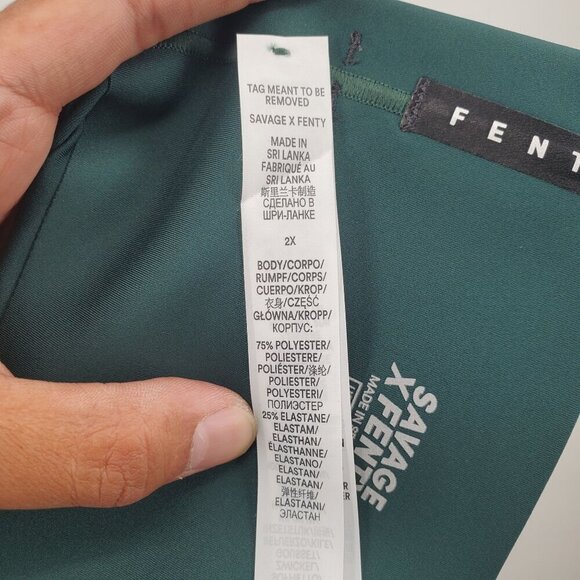 TAG MEANT TO BE
REMOVED
SAVAGE X FENTY
MADE IN
SRI LANKA
FABRIQUÉ AU
SRI LANKA
斯里兰卡制造
СДЕЛАНО В
ШРИ-ЛАНКЕ
2X
BODY/CORPO/
RUMPF/CORPS/
CUERPO/KROP/
衣身/CZĘŚĆ
GŁÓWNA/KROPP/
КОРПУС:
75% POLYESTER/
POLIESTERE/
POLIÉSTER/涤纶/
POLIESTER/
POLYESTERI/
ПОЛИЭСТЕР
25% ELASTANE/
ELASTAM/
ELASTHAN/
ÉLASTHANNE/
ELASTANO/
ELASTAN/
ELASTAAN/
弹性纤维/
ELASTAANI/
ЭЛАСТАН
FENT
SAVAGE
X FENTY
MADE IN